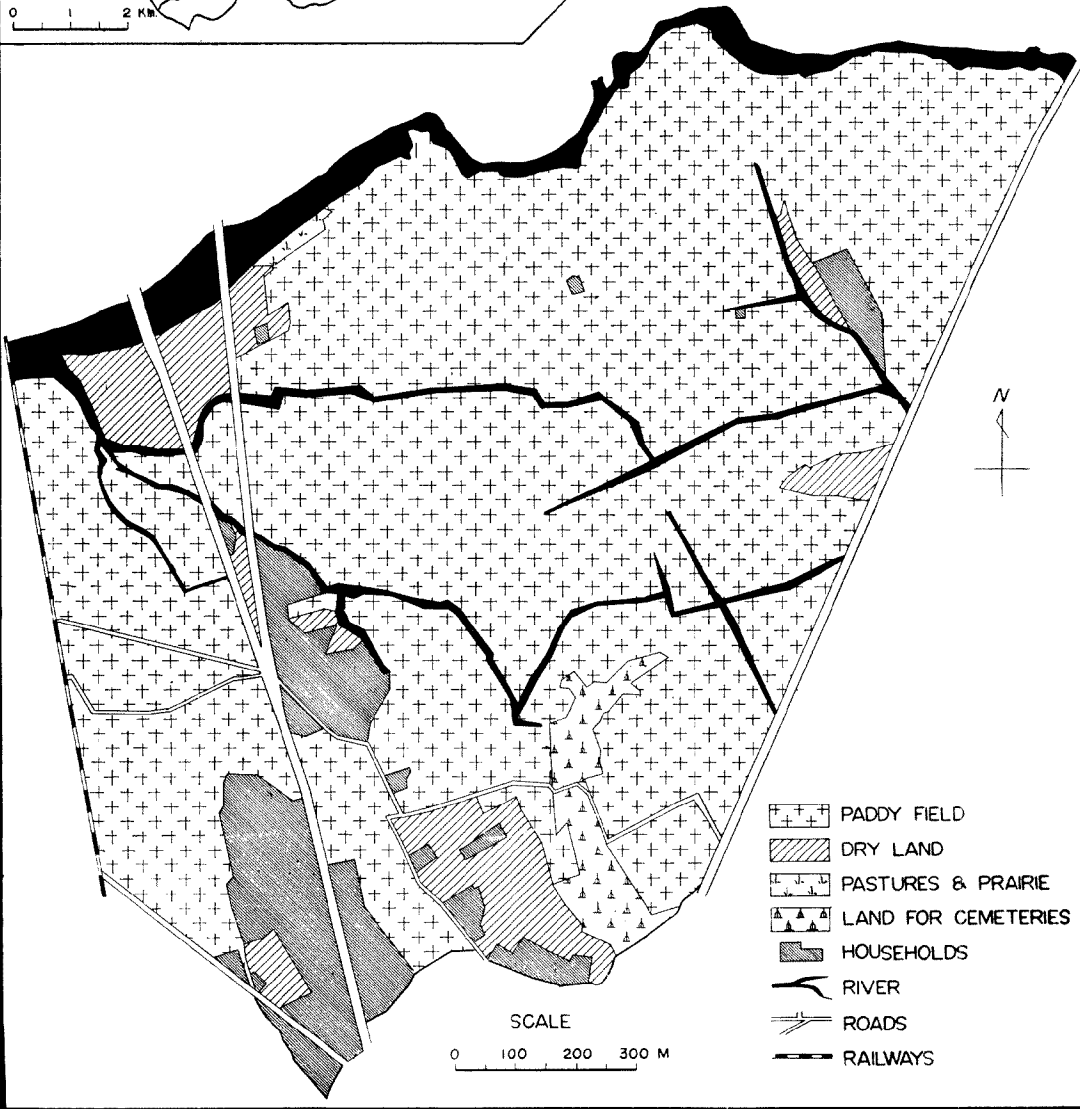 0 1 2 Km.
N
PADDY FIELD
DRY LAND
PASTURES & PRAIRIE
LAND FOR CEMETERIES
HOUSEHOLDS
RIVER
ROADS
RAILWAYS
SCALE
0 100 200 300 M